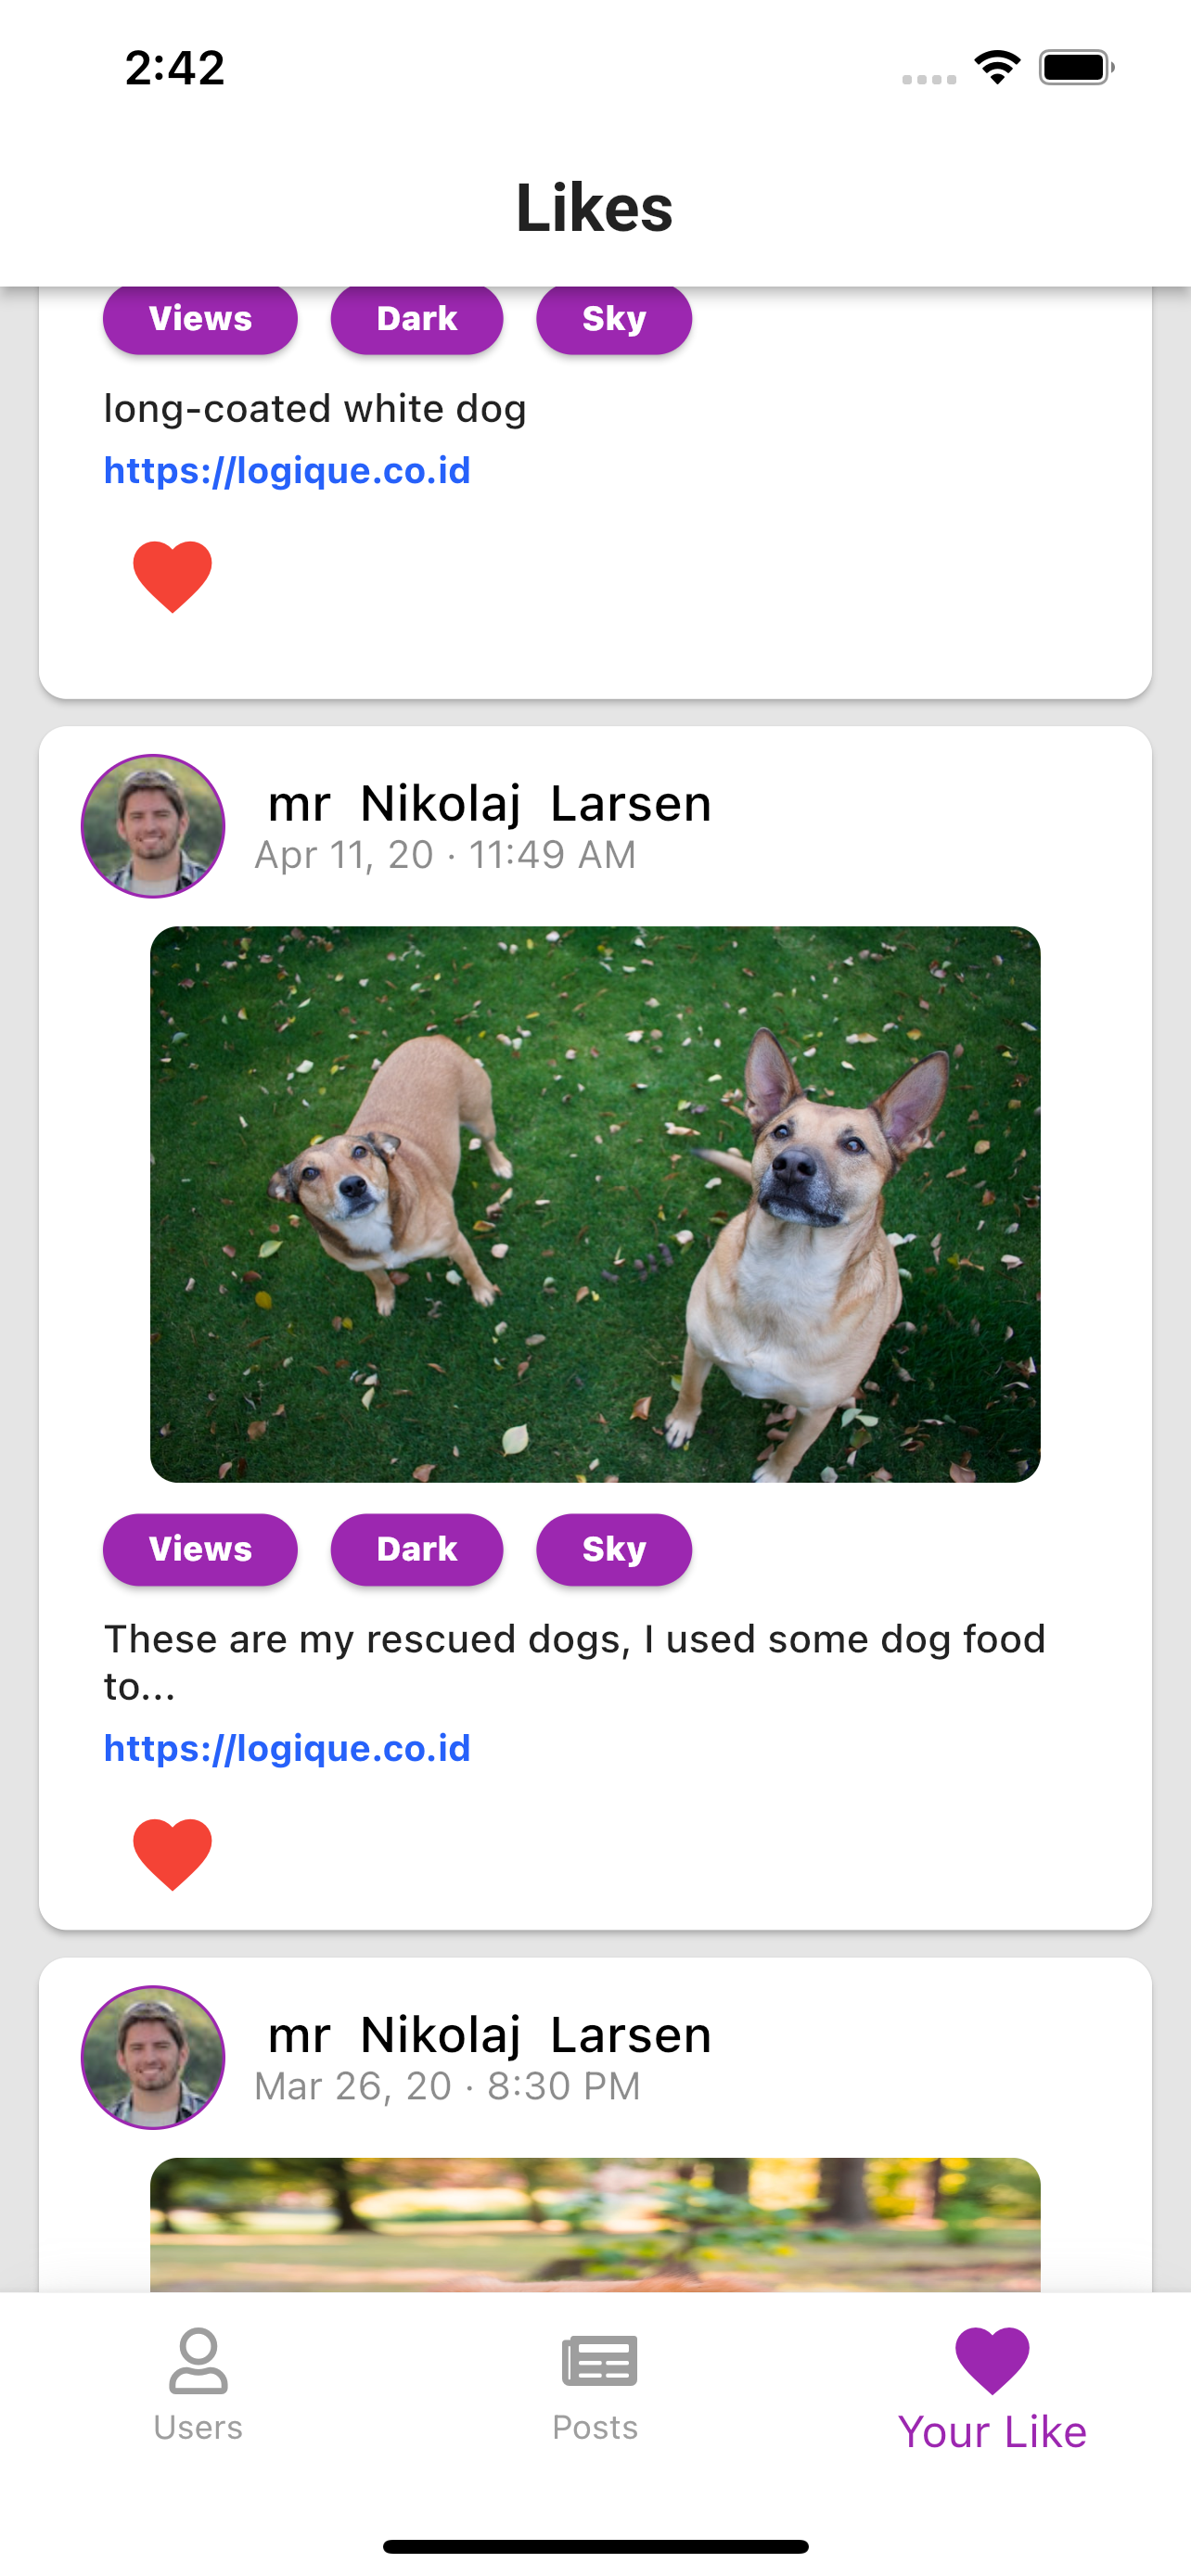 2:42
Likes
Views Dark Sky
long-coated white dog
https://logique.co.id
mr Nikolaj Larsen
Apr 11, 20 · 11:49 AM
Views Dark Sky
These are my rescued dogs, I used some dog food
to...
https://logique.co.id
mr Nikolaj Larsen
Mar 26, 20 · 8:30 PM
Users Posts Your Like